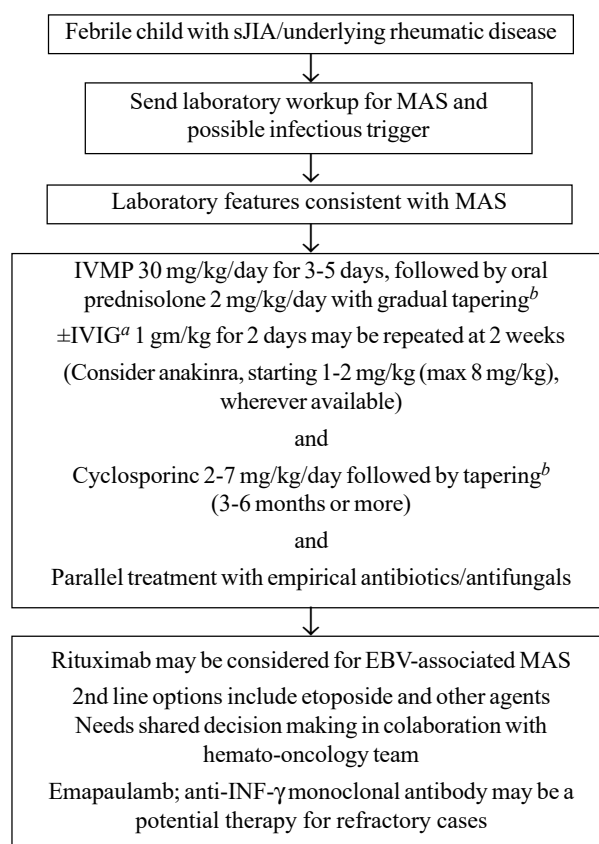 Febrile child with sJIA/underlying rheumatic disease
Send laboratory workup for MAS and
possible infectious trigger
Laboratory features consistent with MAS
IVMP 30 mg/kg/day for 3-5 days, followed by oral
prednisolone 2 mg/kg/day with gradual taperingᵇ
±IVIGᵃ 1 gm/kg for 2 days may be repeated at 2 weeks
(Consider anakinra, starting 1-2 mg/kg (max 8 mg/kg),
wherever available)
and
Cyclosporinc 2-7 mg/kg/day followed by taperingᵇ
(3-6 months or more)
and
Parallel treatment with empirical antibiotics/antifungals
Rituximab may be considered for EBV-associated MAS
2nd line options include etoposide and other agents
Needs shared decision making in colaboration with
hemato-oncology team
Emapaulamb; anti-INF-γ monoclonal antibody may be a
potential therapy for refractory cases